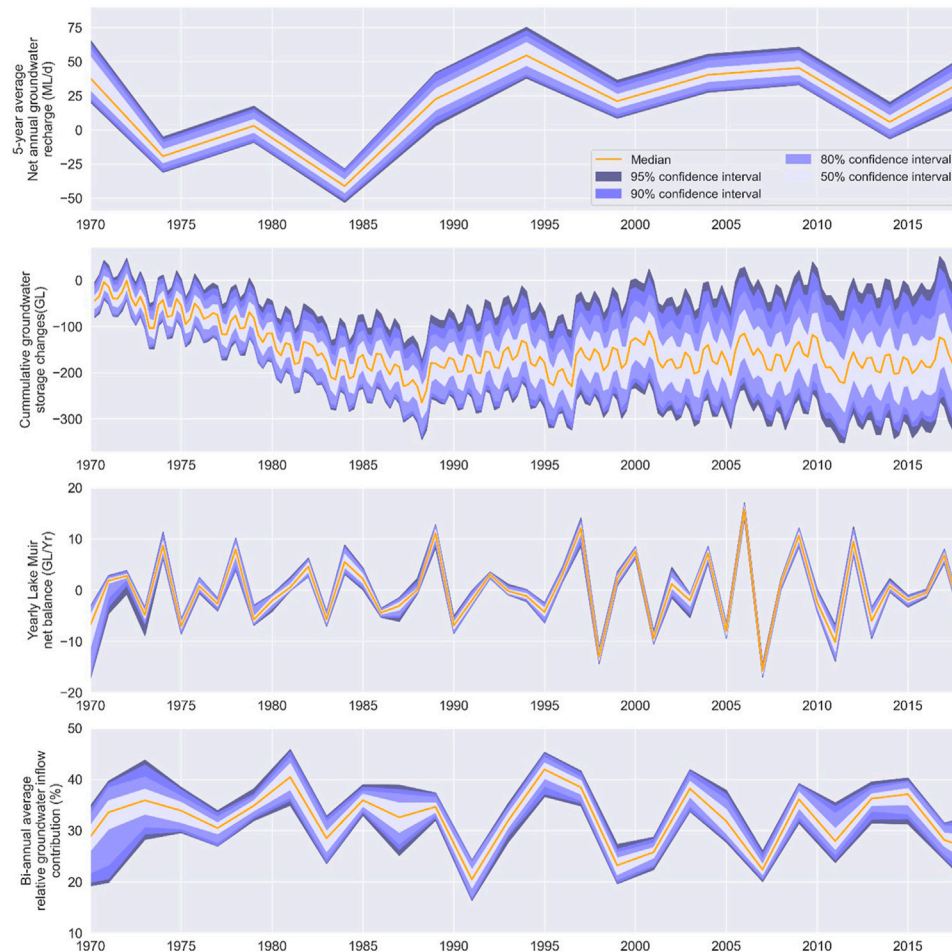 5-year average
Net annual groundwater
recharge (ML/d)
75
50
25
0
−25
−50
Median
95% confidence interval
90% confidence interval
80% confidence interval
50% confidence interval
1970 1975 1980 1985 1990 1995 2000 2005 2010 2015
Cummulative groundwater
storage changes(GL)
0
−100
−200
−300
1970 1975 1980 1985 1990 1995 2000 2005 2010 2015
Yearly Lake Muir
net balance (GL/Yr)
20
10
0
−10
−20
1970 1975 1980 1985 1990 1995 2000 2005 2010 2015
Bi-annual average
relative groundwater inflow
contribution (%)
50
40
30
20
10
1970 1975 1980 1985 1990 1995 2000 2005 2010 2015